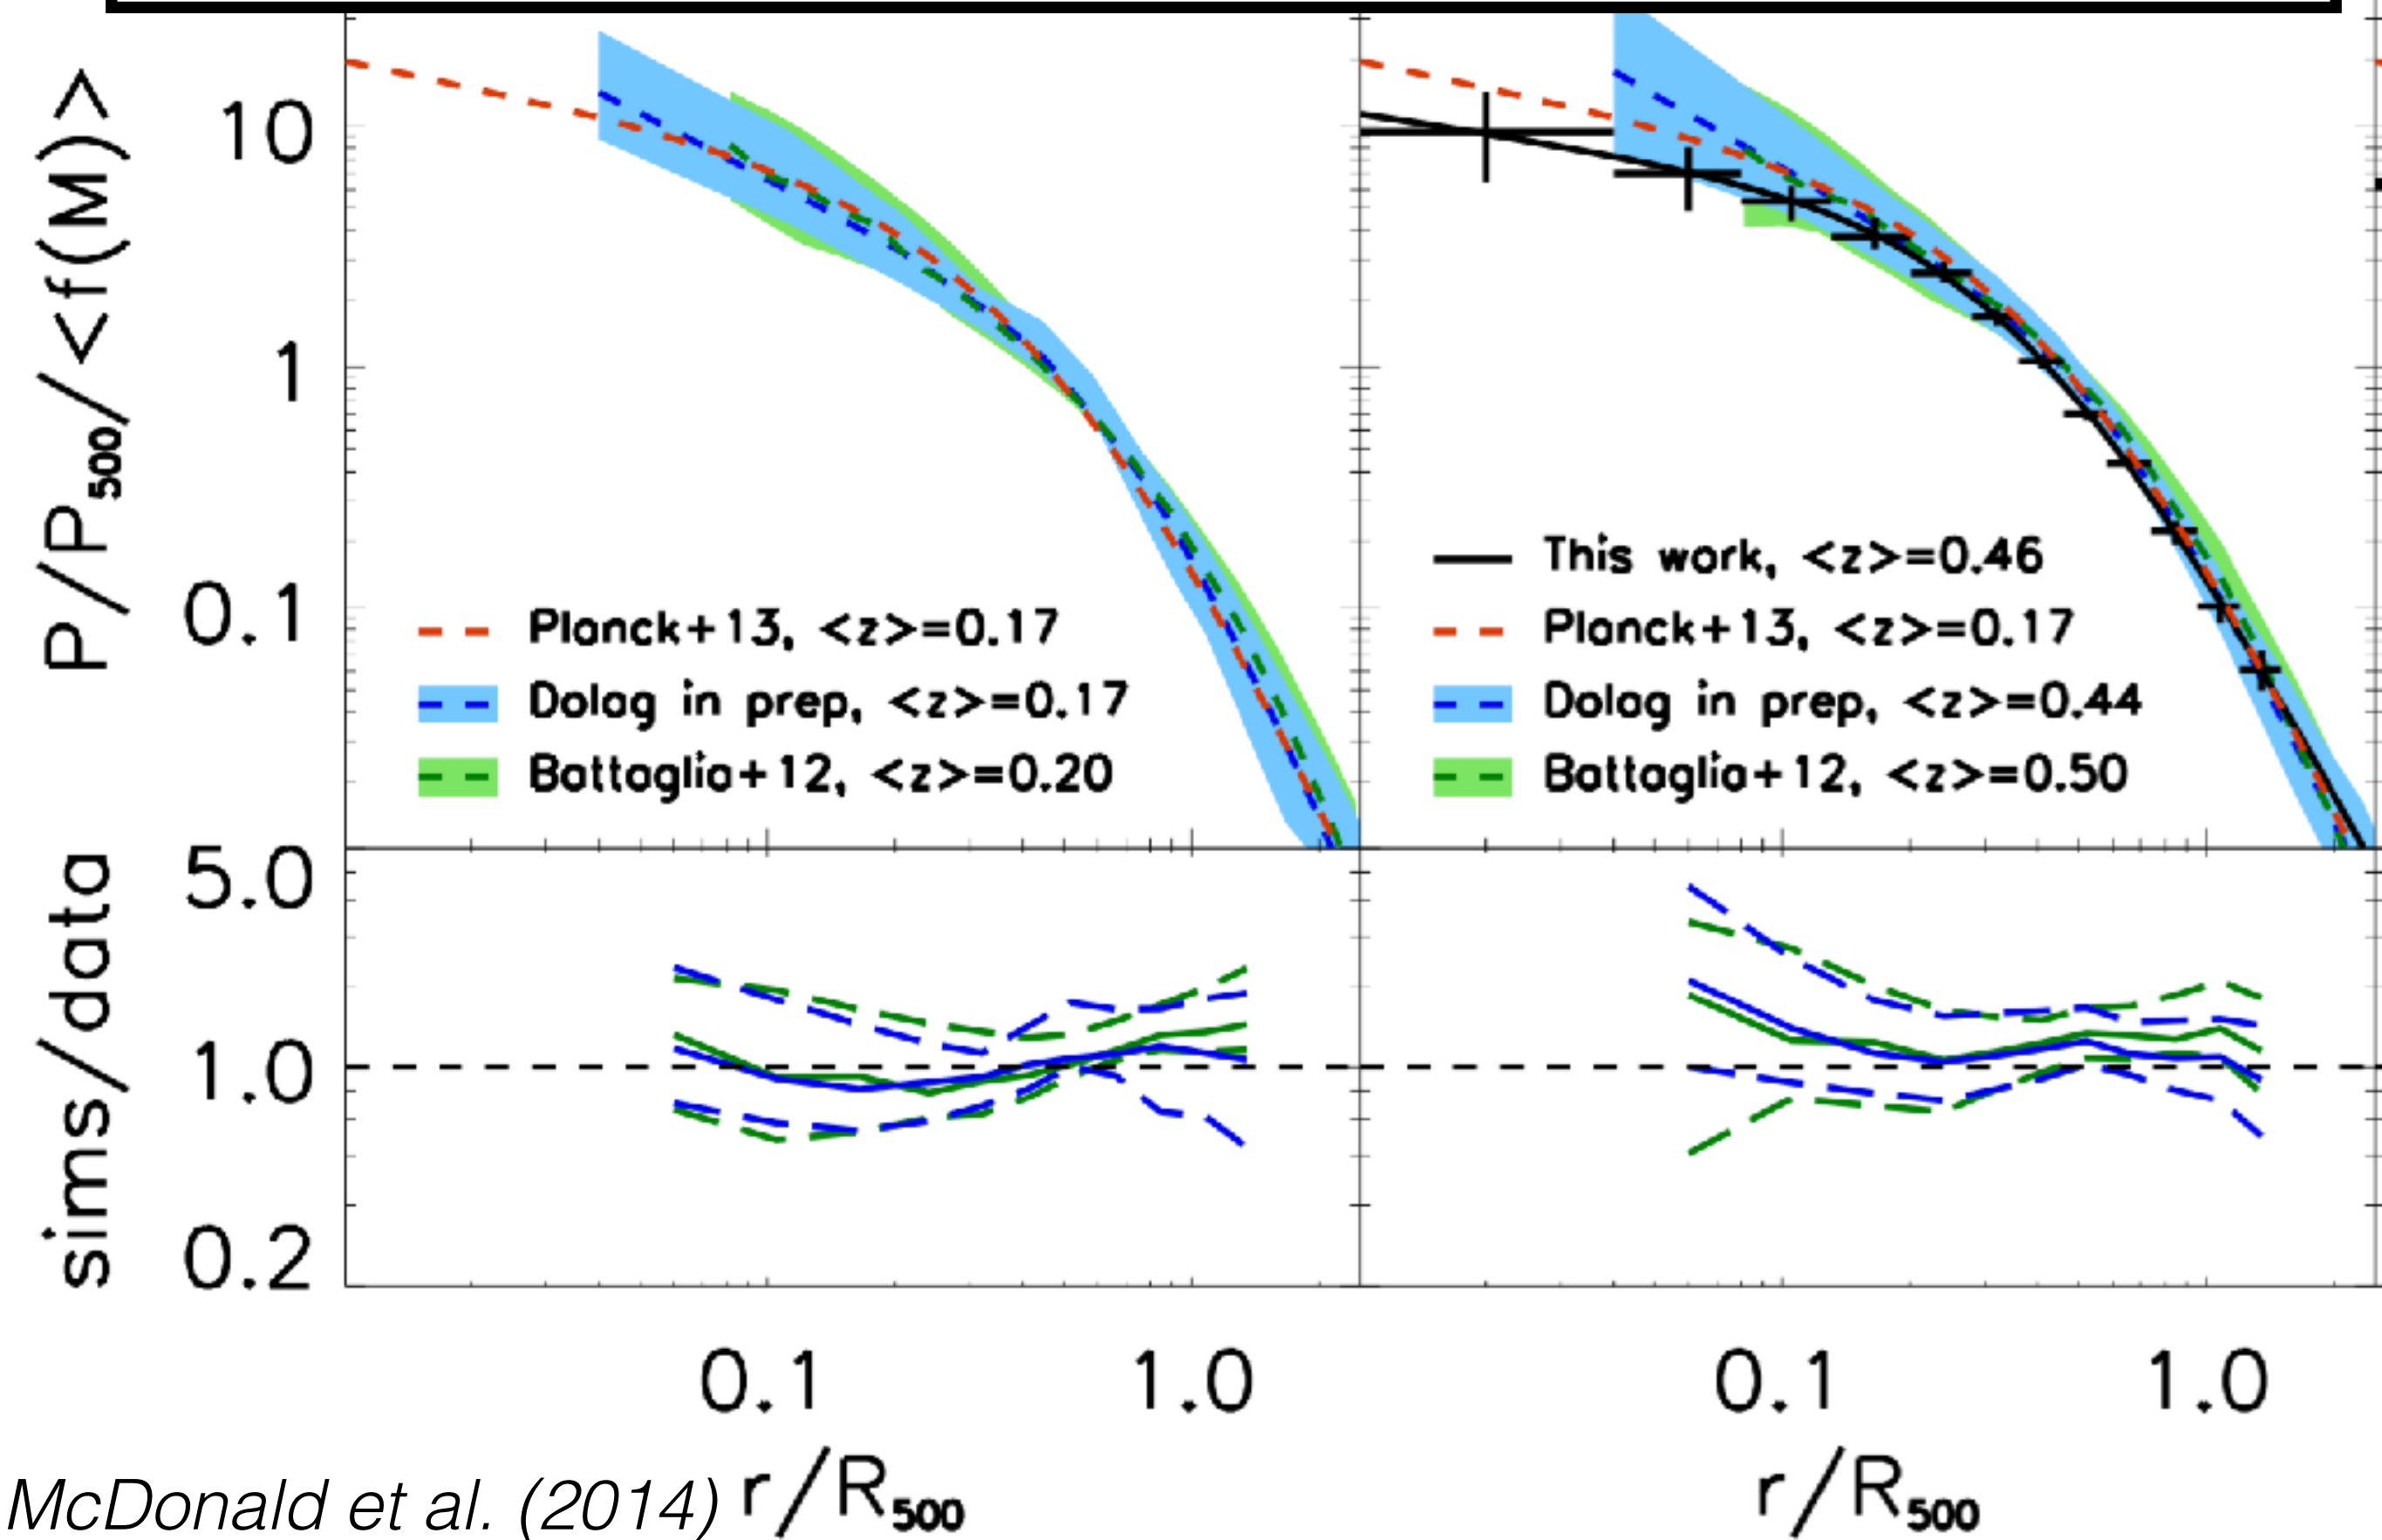 P/P500/<f(M)>
10
1
0.1
Planck+13, <z>=0.17
Dolag in prep, <z>=0.17
Battaglia+12, <z>=0.20
This work, <z>=0.46
Planck+13, <z>=0.17
Dolag in prep, <z>=0.44
Battaglia+12, <z>=0.50
sims/data
5.0
1.0
0.2
0.1 1.0
0.1 1.0
r/R500
r/R500
McDonald et al. (2014)